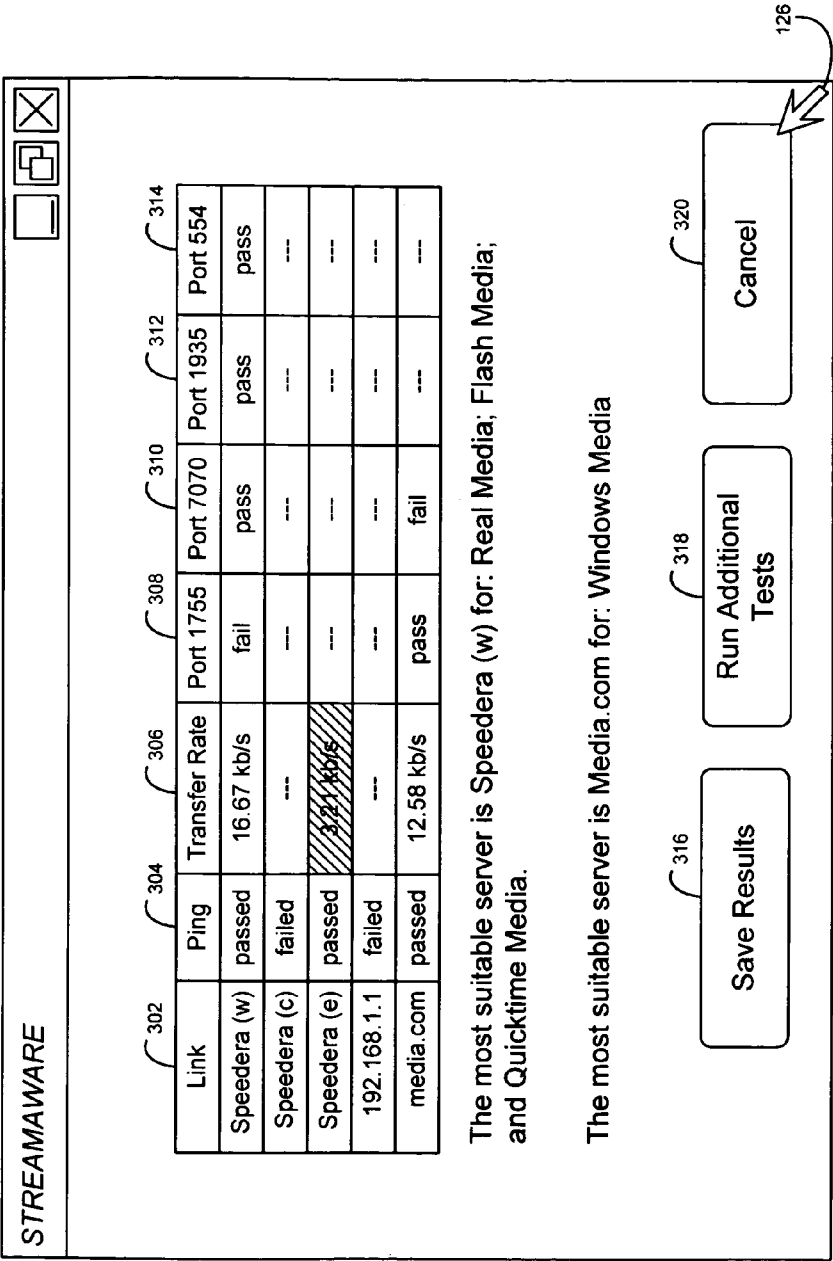 STREAMAWARE
302 304 306 308 310 312 314
Link Ping Transfer Rate Port 1755 Port 7070 Port 1935 Port 554
Speedera (w) passed 16.67 kb/s fail pass pass pass
Speedera (c) failed --- --- --- --- ---
Speedera (e) passed 3.21 kb/s --- --- --- ---
192.168.1.1 failed --- --- --- --- ---
media.com passed 12.58 kb/s pass fail --- ---
The most suitable server is Speedera (w) for: Real Media; Flash Media;
and Quicktime Media.
The most suitable server is Media.com for: Windows Media
316 318 320
Save Results
Run Additional
Tests
Cancel
126